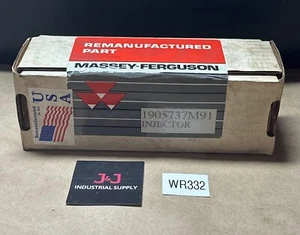 REMANUFACTURED
PART
MASSEY-FERGUSON
USA
1905737M91
INJECTOR
J&J
INDUSTRIAL SUPPLY
WR332